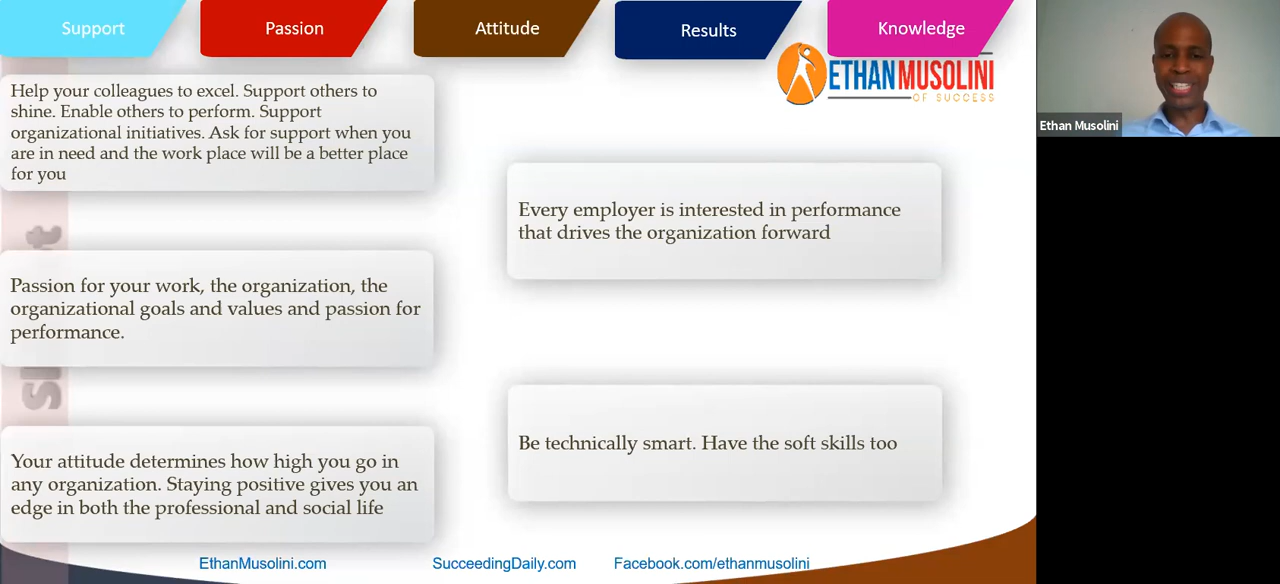 Support
Passion
Attitude
Results
Knowledge
ETHANMUSOLINI
OF SUCCESS
Ethan Musolini
Help your colleagues to excel. Support others to
shine. Enable others to perform. Support
organizational initiatives. Ask for support when you
are in need and the work place will be a better place
for you
Every employer is interested in performance
that drives the organization forward
Passion for your work, the organization, the
organizational goals and values and passion for
performance.
Be technically smart. Have the soft skills too
Your attitude determines how high you go in
any organization. Staying positive gives you an
edge in both the professional and social life
EthanMusolini.com
SucceedingDaily.com
Facebook.com/ethanmusolini